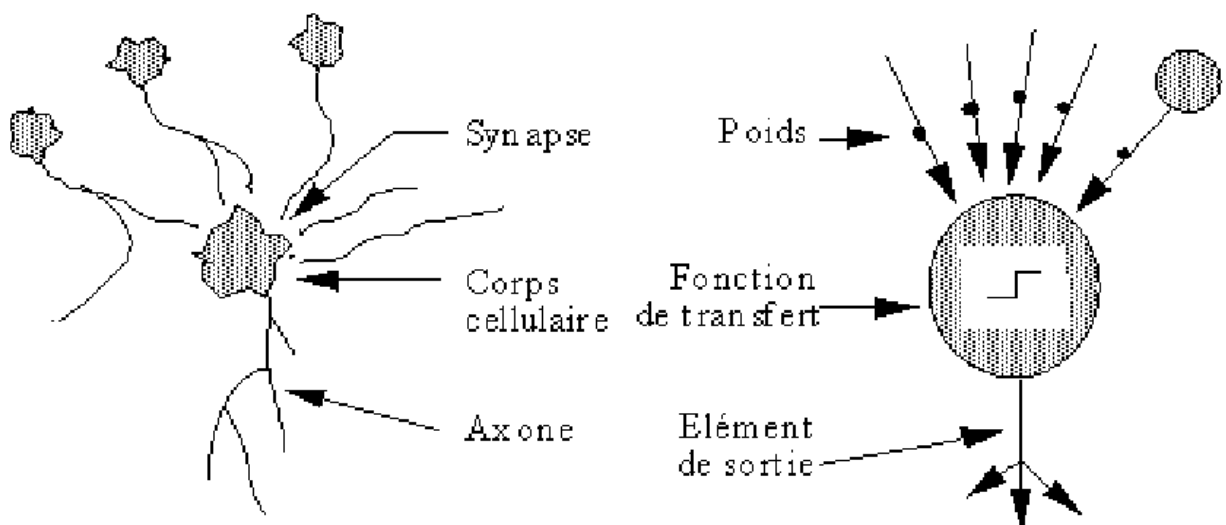 Synapse
Corps
cellulaire
Axone
Poids
Fonction
de transfert
Elément
de sortie